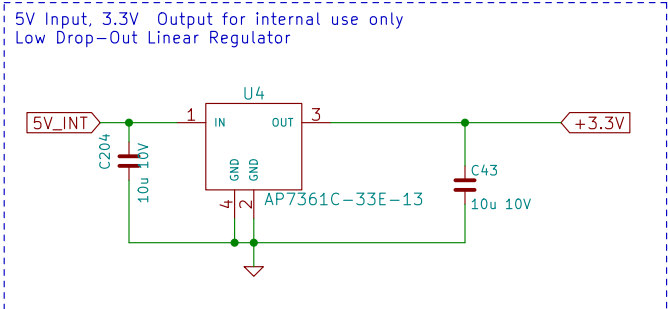 5V Input, 3.3V  Output for internal use only
Low Drop-Out Linear Regulator
U4
5V_INT
1
IN
OUT
3
+3.3V
C204
10u 10V
GND
GND
4
2
AP7361C-33E-13
C43
10u 10V